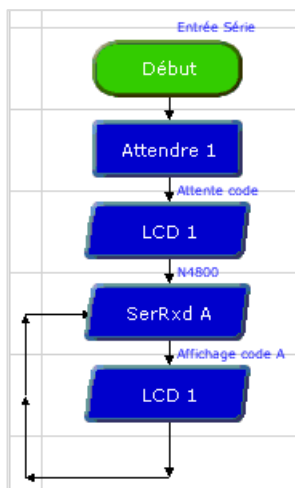 Entrée Série
Début
Attendre 1
Attente code
LCD 1
N4800
SerRxd A
Affichage code A
LCD 1